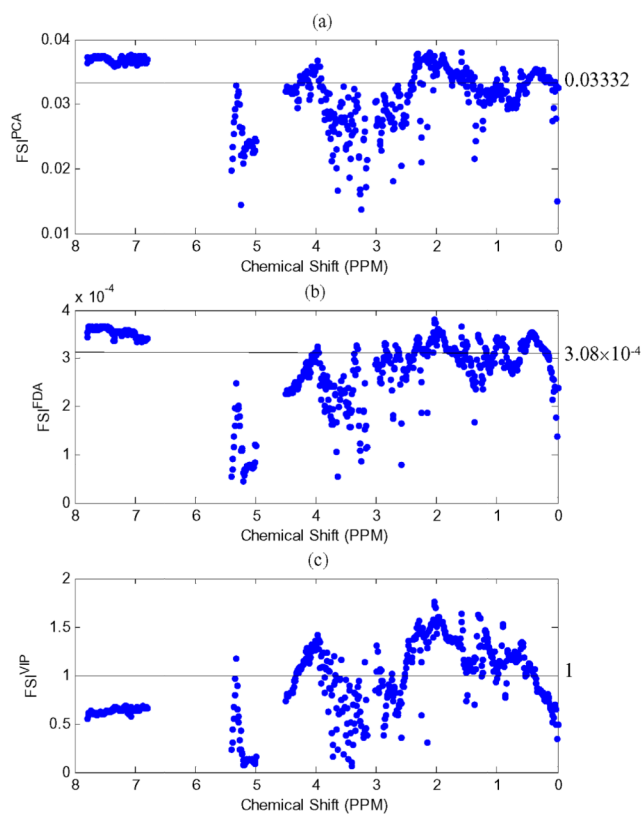 (a)
0.04
0.03
0.02
0.01
FSI^PCA
0.03332
8 7 6 5 4 3 2 1 0
Chemical Shift (PPM)
(b)
x 10^-4
4
3
2
1
0
FSI^FDA
3.08×10^-4
8 7 6 5 4 3 2 1 0
Chemical Shift (PPM)
(c)
2
1.5
1
0.5
0
FSI^VIP
1
8 7 6 5 4 3 2 1 0
Chemical Shift (PPM)